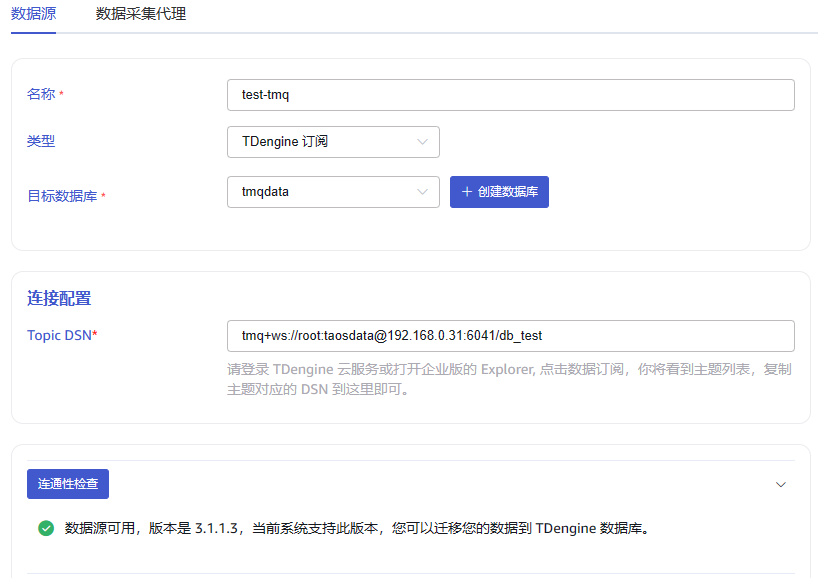 数据源 数据采集代理
名称 * test-tmq
类型 TDengine 订阅
目标数据库 * tmqdata + 创建数据库
连接配置
Topic DSN* tmq+ws://root:taosdata@192.168.0.31:6041/db_test
请登录 TDengine 云服务或打开企业版的 Explorer, 点击数据订阅，你将看到主题列表，复制
主题对应的 DSN 到这里即可。
连通性检查
数据源可用，版本是 3.1.1.3，当前系统支持此版本，您可以迁移您的数据到 TDengine 数据库。